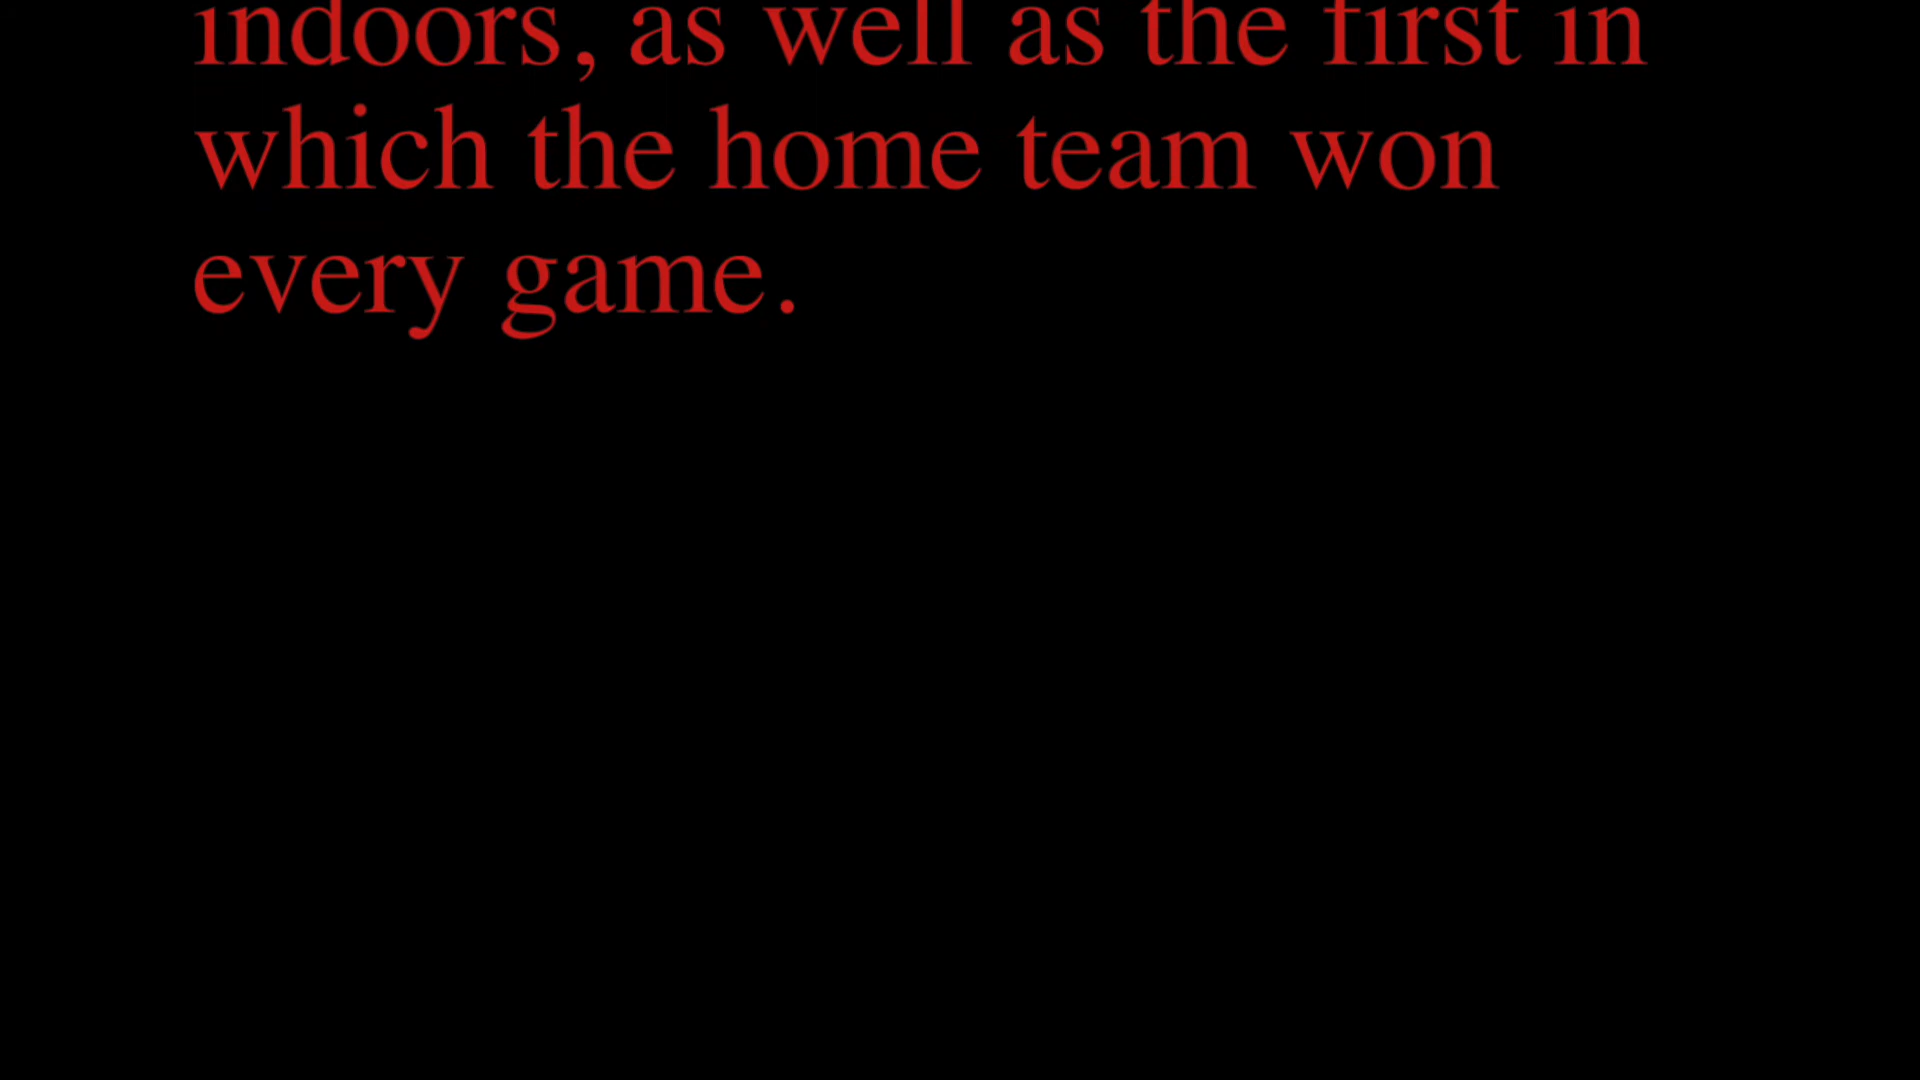 indoors, as well as the first in
which the home team won
every game.